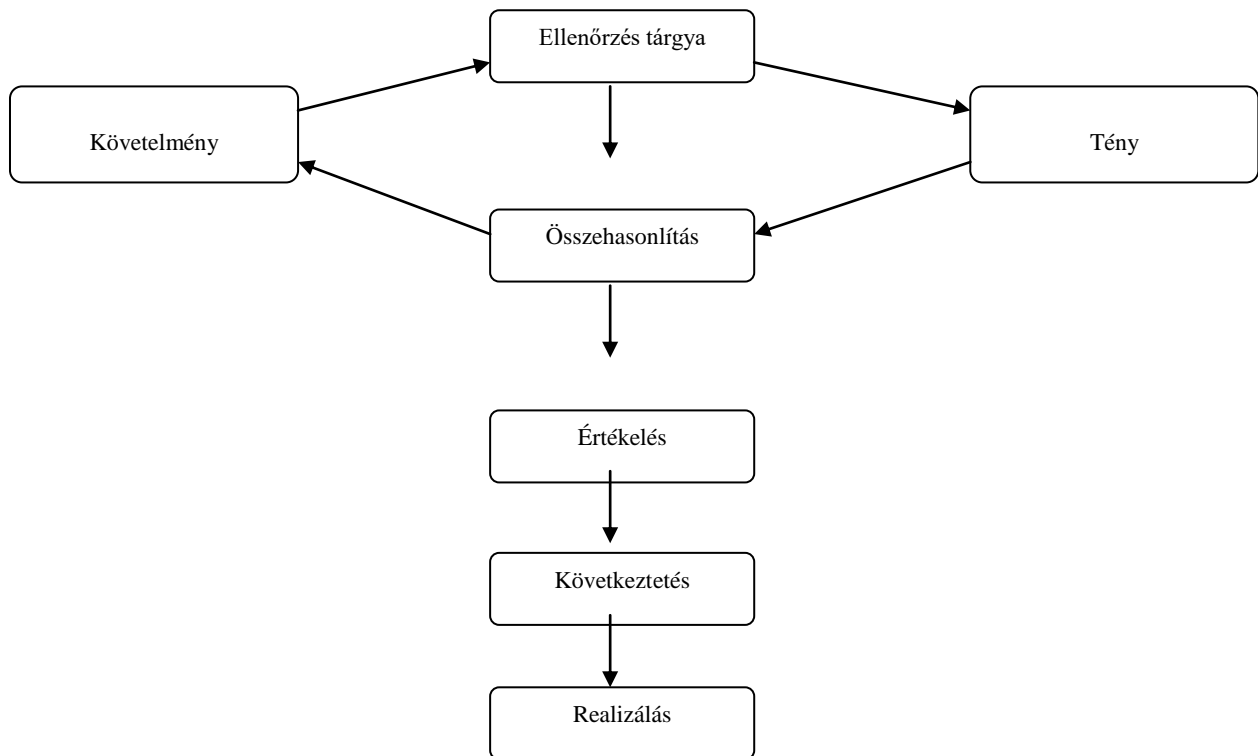 Ellenőrzés tárgya
Követelmény
Tény
Összehasonlítás
Értékelés
Következtetés
Realizálás